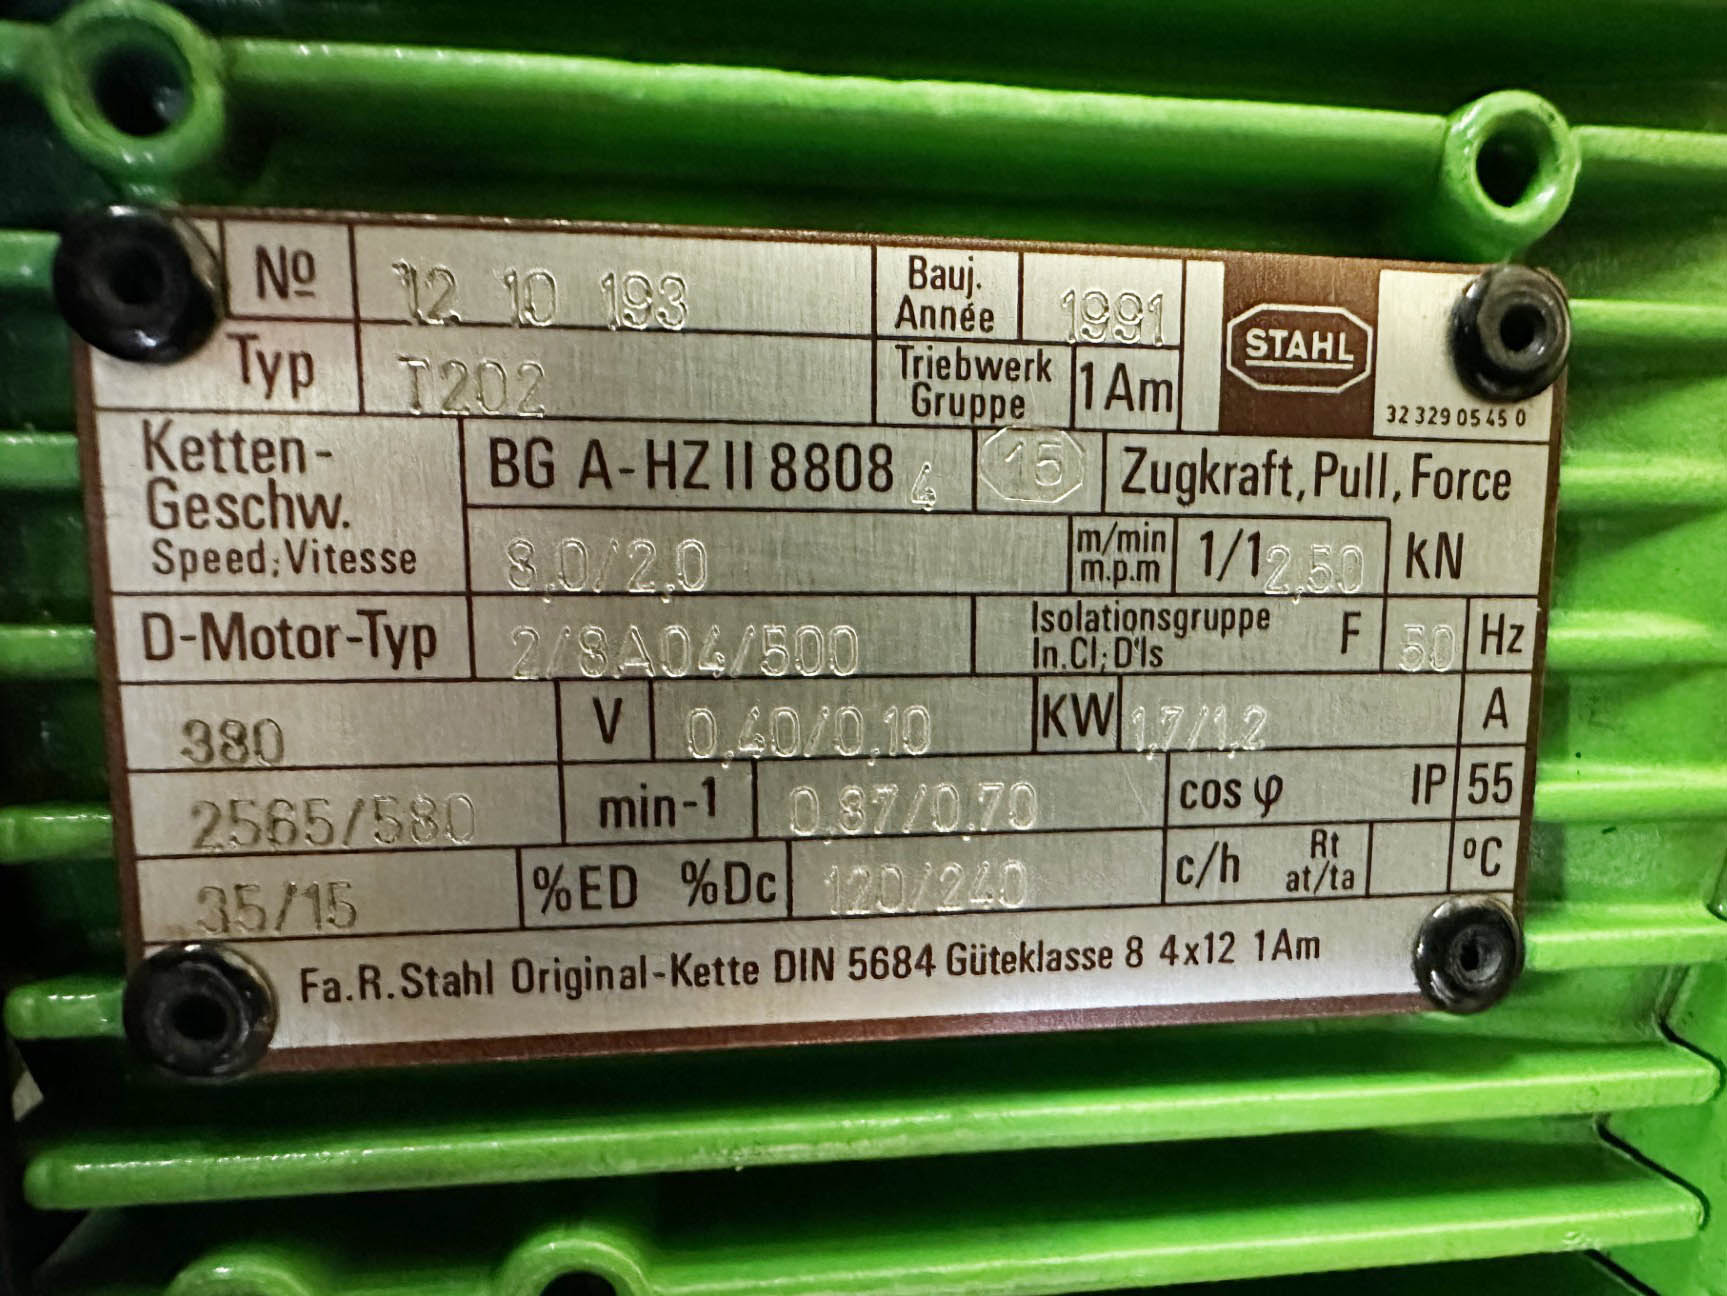 No 12 10 193 Bauj. Année 1991 STAHL
Typ T202 Triebwerk Gruppe 1Am 32 329 05 45 0
Ketten-Geschw. Speed;Vitesse BG A-HZ II 8808 4 15 Zugkraft, Pull, Force
8,0/2,0 m/min m.p.m 1/1 2,50 KN
D-Motor-Typ 2/8A04/500 Isolationsgruppe In.Cl; D'Is F 50 Hz
380 V 0,40/0,10 KW 1,7/1,2 A
2565/580 min-1 0,87/0,70 cos φ IP 55
35/15 %ED %Dc 120/240 c/h Rt at/ta °C
Fa.R.Stahl Original-Kette DIN 5684 Güteklasse 8 4x12 1Am